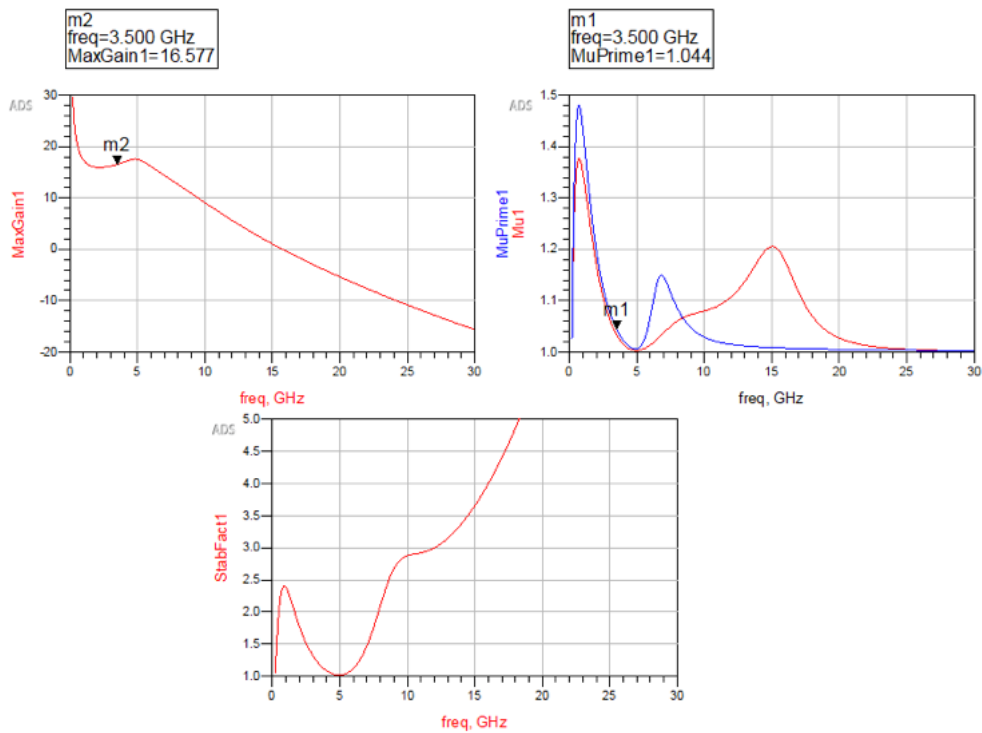 m2
freq=3.500 GHz
MaxGain1=16.577
m1
freq=3.500 GHz
MuPrime1=1.044
ADS
30
20
10
0
-10
-20
MaxGain1
m2
0 5 10 15 20 25 30
freq, GHz
ADS
1.5
1.4
1.3
1.2
1.1
1.0
MuPrime1
Mu1
m1
0 5 10 15 20 25 30
freq, GHz
ADS
5.0
4.5
4.0
3.5
3.0
2.5
2.0
1.5
1.0
StabFact1
0 5 10 15 20 25 30
freq, GHz